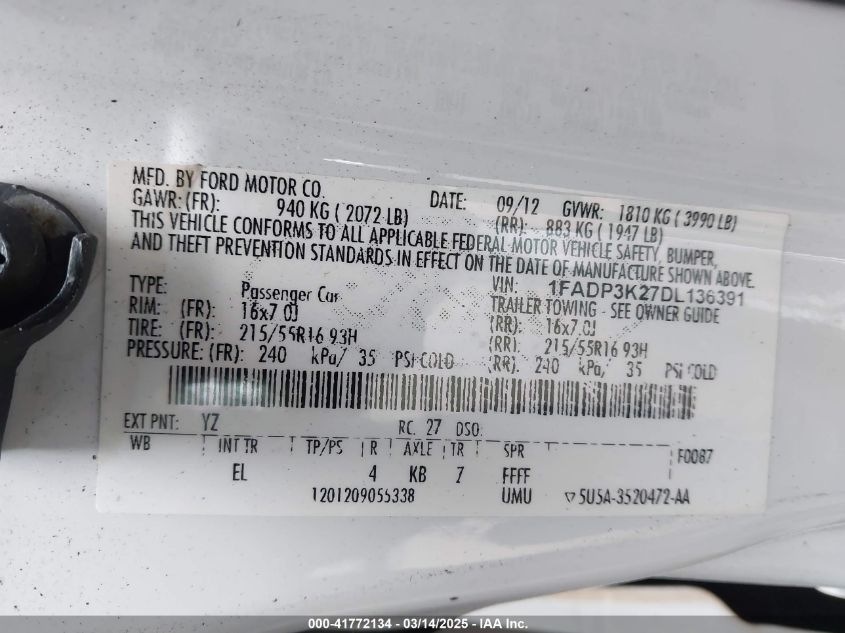 MFD. BY FORD MOTOR CO.
DATE: 09/12 GVWR: 1810 KG ( 3990 LB)
GAWR: (FR): 940 KG ( 2072 LB) (RR): 883 KG ( 1947 LB)
THIS VEHICLE CONFORMS TO ALL APPLICABLE FEDERAL MOTOR VEHICLE SAFETY, BUMPER,
AND THEFT PREVENTION STANDARDS IN EFFECT ON THE DATE OF MANUFACTURE SHOWN ABOVE.
VIN: 1FADP3K27DL136391
TYPE: Passenger Car TRAILER TOWING - SEE OWNER GUIDE
RIM: (FR): 16x7.0J (RR): 16x7.0J
TIRE: (FR): 215/55R16 93H (RR): 215/55R16 93H
PRESSURE: (FR): 240 kPa/ 35 PSI COLD (RR): 240 kPa/ 35 PSI COLD
EXT PNT: YZ RC: 27 DSO:
WB INT TR TP/PS R AXLE TR SPR F0087
EL 4 KB 7 FFFF
1201209055338 UMU ▽ 5U5A-3520472-AA
000-41772134 - 03/14/2025 - IAA Inc.